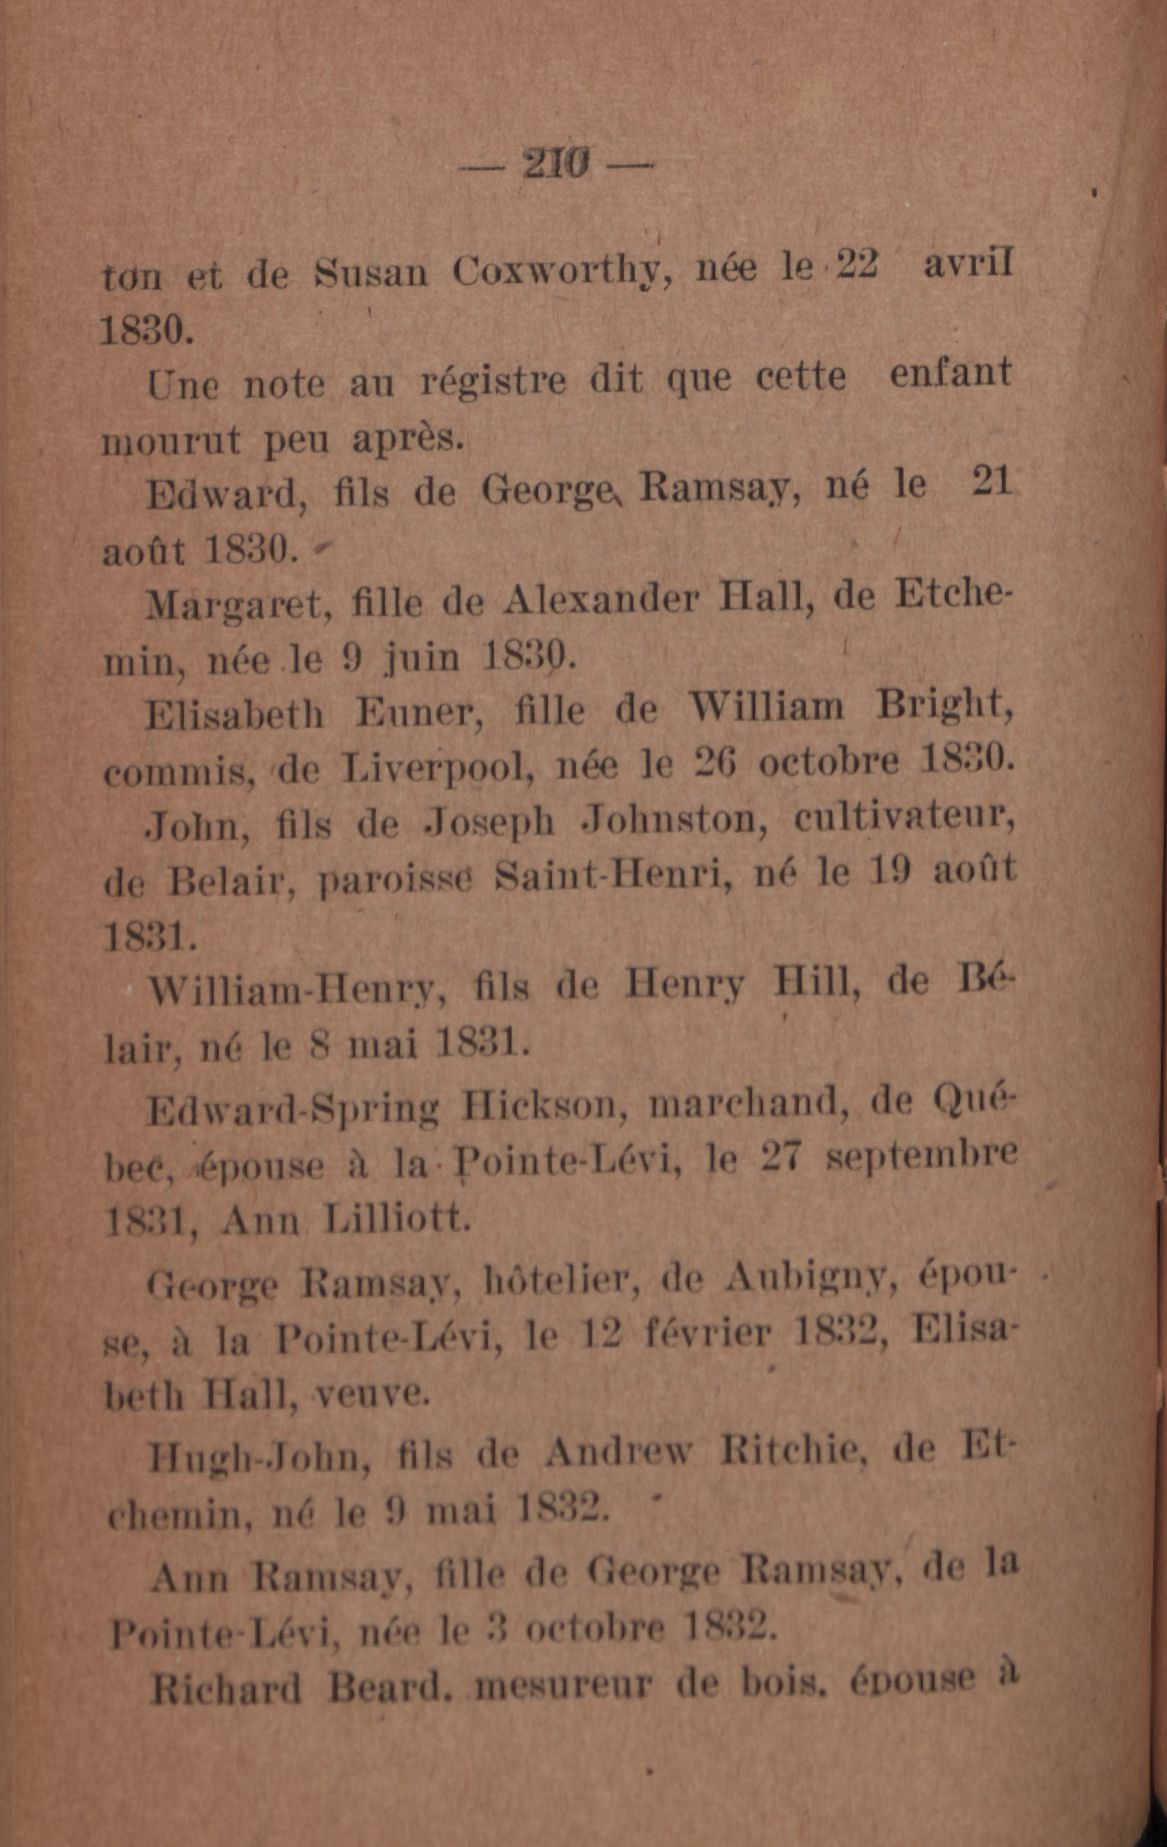 — 210 —
ton et de Susan Coxworthy, née le 22 avril
1830.
Une note au régistre dit que cette enfant
mourut peu après.
Edward, fils de George Ramsay, né le 21
août 1830.
Margaret, fille de Alexander Hall, de Etche-
min, née le 9 juin 1830.
Elisabeth Euner, fille de William Bright,
commis, de Liverpool, née le 26 octobre 1830.
John, fils de Joseph Johnston, cultivateur,
de Belair, paroisse Saint-Henri, né le 19 août
1831.
William-Henry, fils de Henry Hill, de Bé-
lair, né le 8 mai 1831.
Edward-Spring Hickson, marchand, de Qué-
bec, épouse à la Pointe-Lévi, le 27 septembre
1831, Ann Lilliott.
George Ramsay, hôtelier, de Aubigny, épou-
se, à la Pointe-Lévi, le 12 février 1832, Elisa-
beth Hall, veuve.
Hugh-John, fils de Andrew Ritchie, de Et-
chemin, né le 9 mai 1832.
Ann Ramsay, fille de George Ramsay, de la
Pointe-Lévi, née le 3 octobre 1832.
Richard Beard, mesureur de bois, épouse à